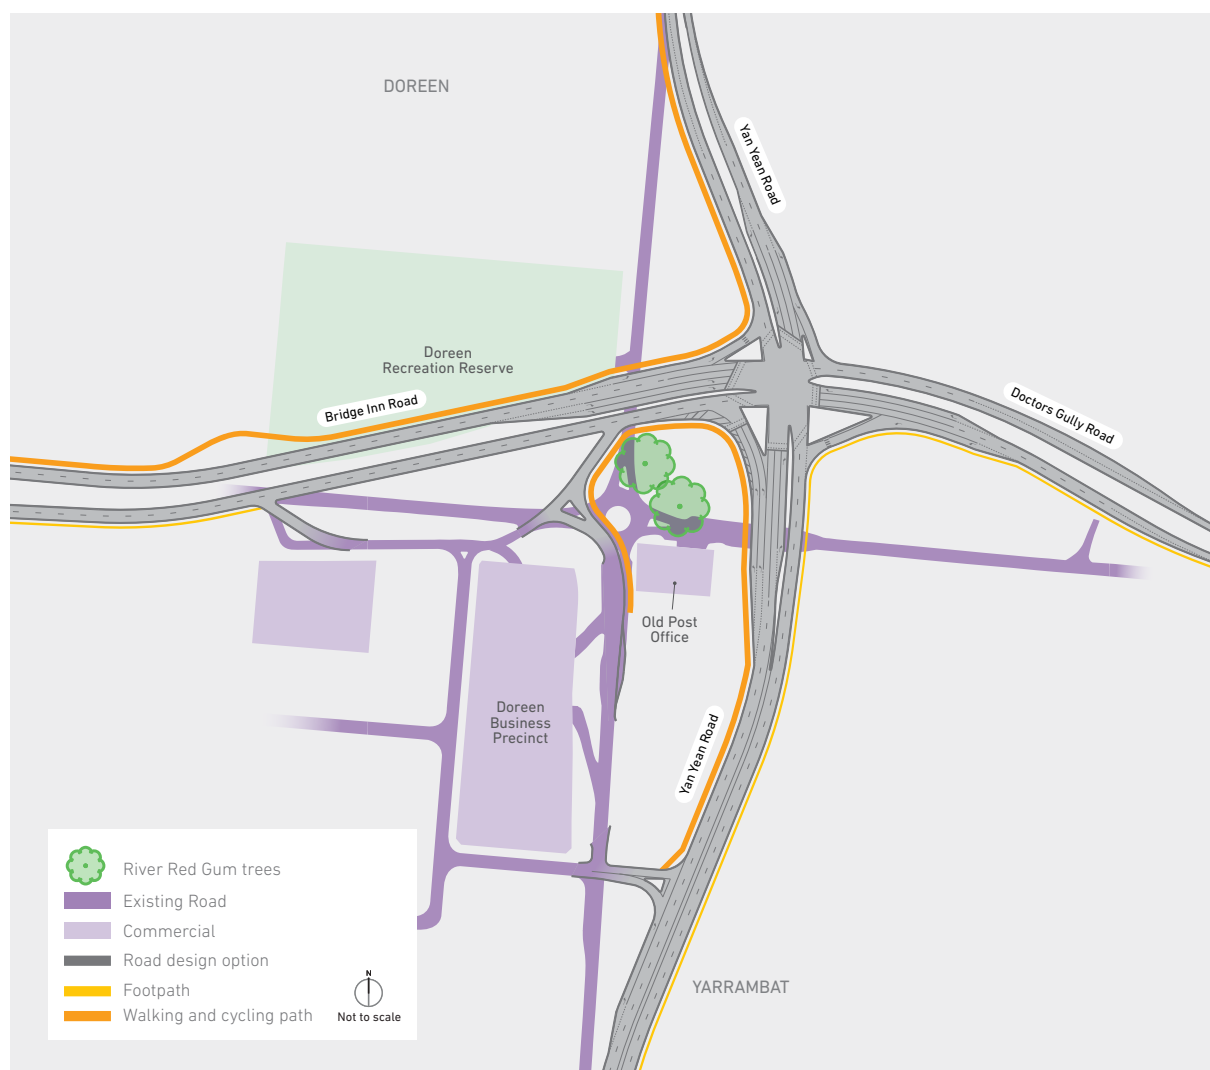 DOREEN
Yan Yean Road
Doreen
Recreation Reserve
Bridge Inn Road
Doctors Gully Road
Old Post
Office
Doreen
Business
Precinct
Yan Yean Road
YARRAMBAT
River Red Gum trees
Existing Road
Commercial
Road design option
Footpath
Walking and cycling path
N
Not to scale